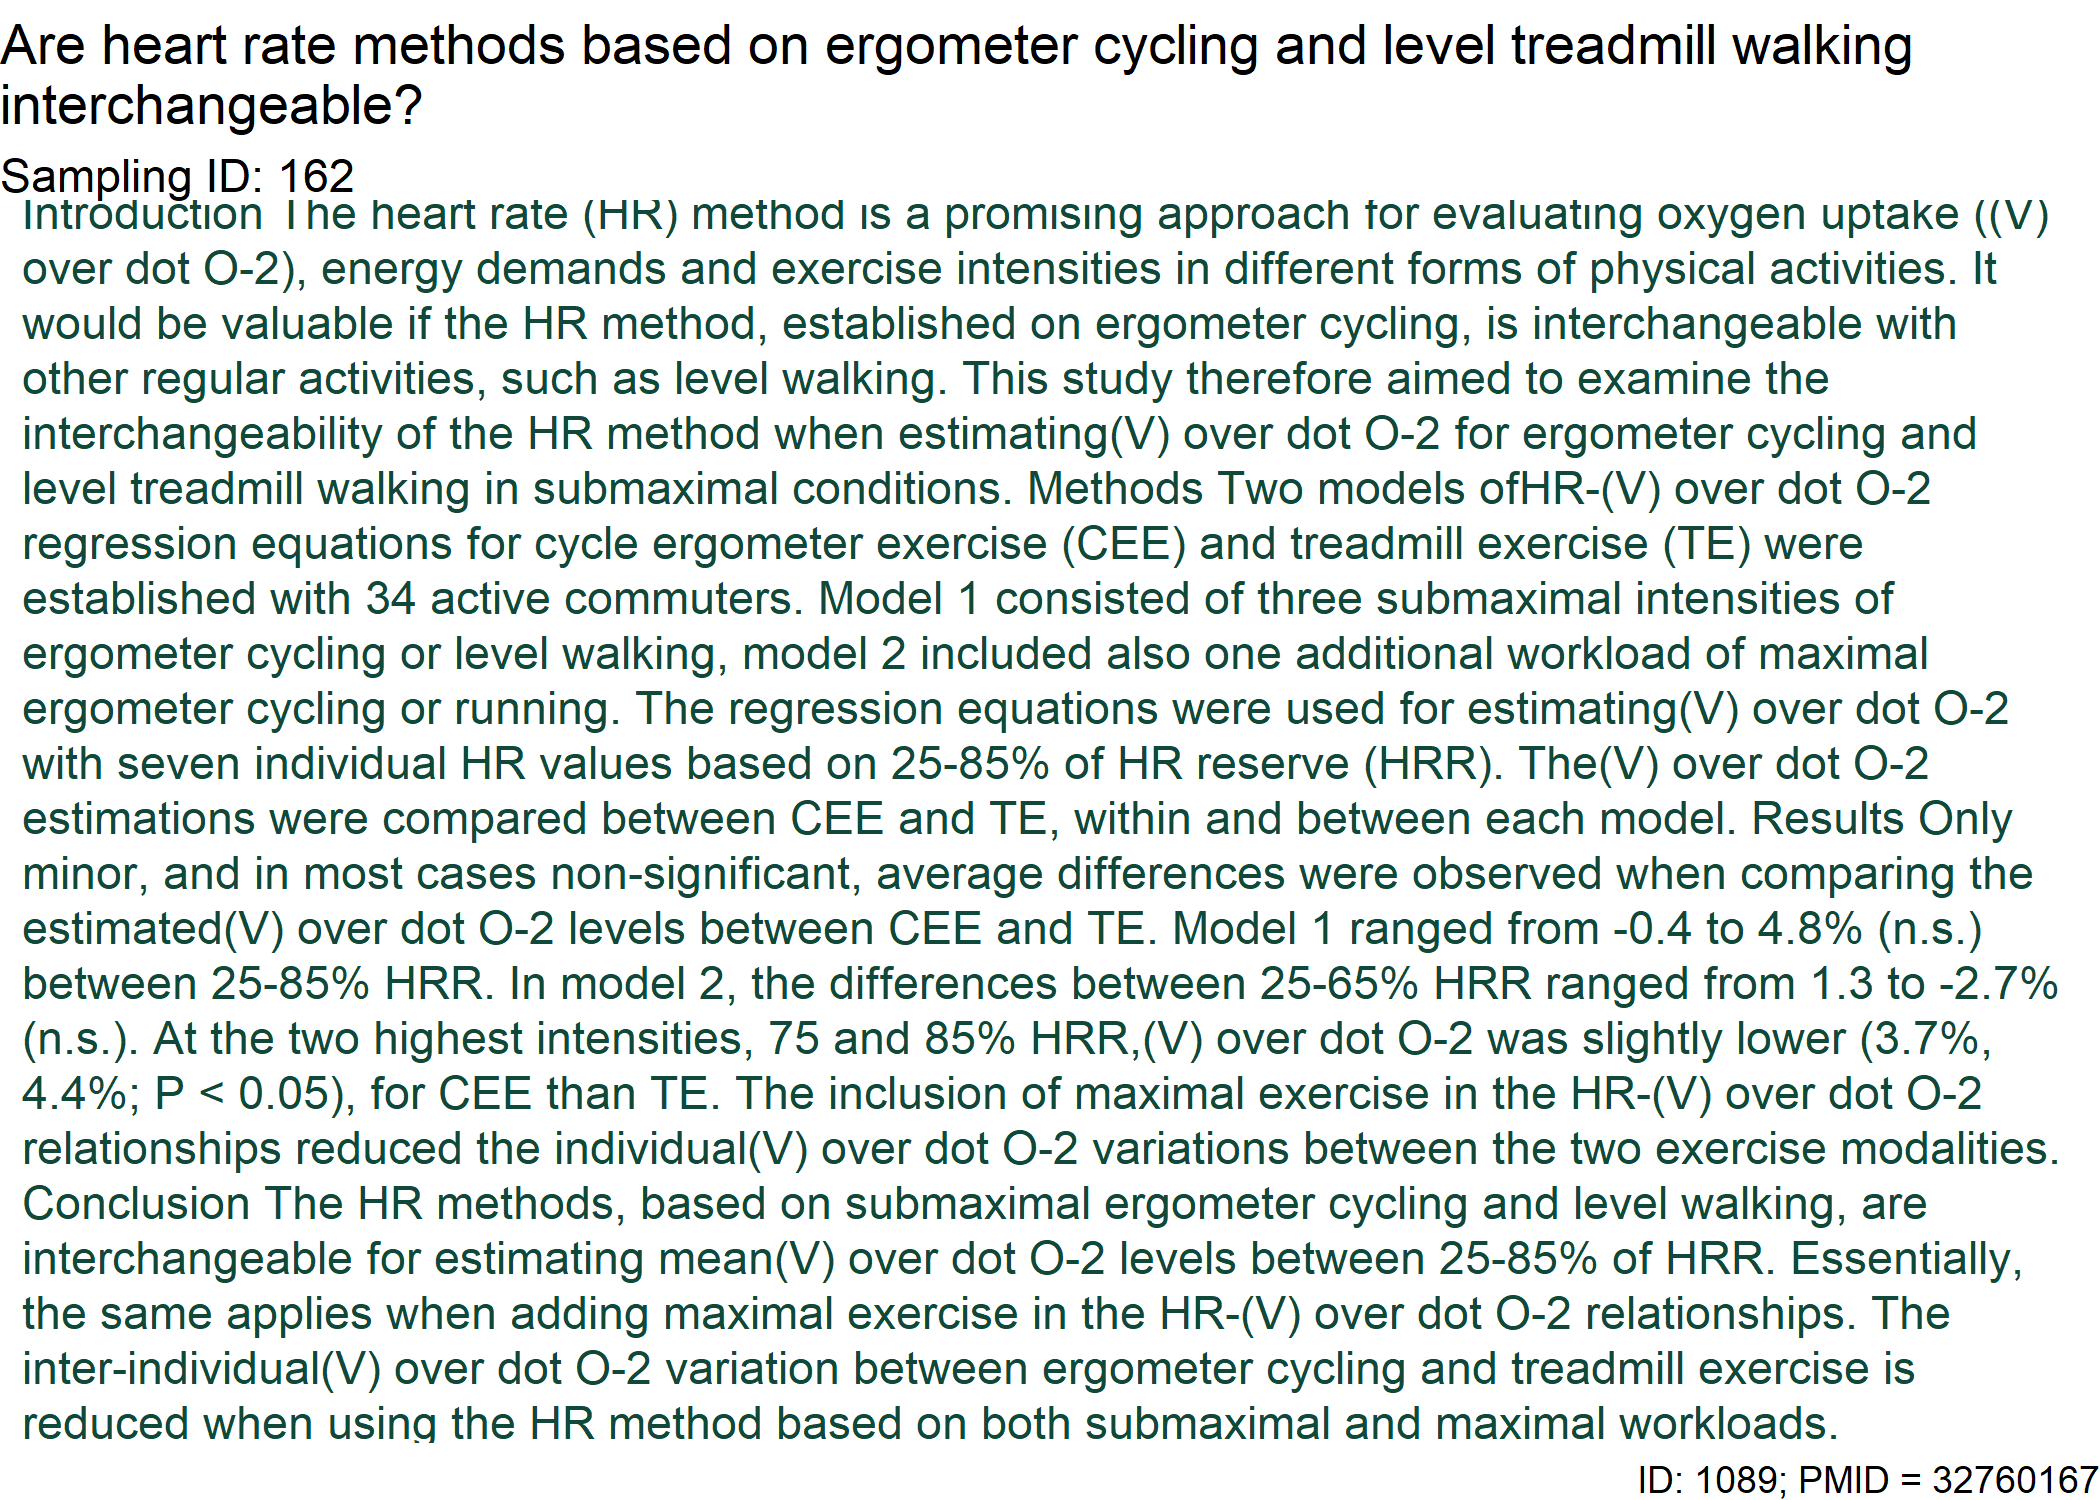 Are heart rate methods based on ergometer cycling and level treadmill walking
interchangeable?
Sampling ID: 162
Introduction The heart rate (HR) method is a promising approach for evaluating oxygen uptake ((V)
over dot O-2), energy demands and exercise intensities in different forms of physical activities. It
would be valuable if the HR method, established on ergometer cycling, is interchangeable with
other regular activities, such as level walking. This study therefore aimed to examine the
interchangeability of the HR method when estimating(V) over dot O-2 for ergometer cycling and
level treadmill walking in submaximal conditions. Methods Two models ofHR-(V) over dot O-2
regression equations for cycle ergometer exercise (CEE) and treadmill exercise (TE) were
established with 34 active commuters. Model 1 consisted of three submaximal intensities of
ergometer cycling or level walking, model 2 included also one additional workload of maximal
ergometer cycling or running. The regression equations were used for estimating(V) over dot O-2
with seven individual HR values based on 25-85% of HR reserve (HRR). The(V) over dot O-2
estimations were compared between CEE and TE, within and between each model. Results Only
minor, and in most cases non-significant, average differences were observed when comparing the
estimated(V) over dot O-2 levels between CEE and TE. Model 1 ranged from -0.4 to 4.8% (n.s.)
between 25-85% HRR. In model 2, the differences between 25-65% HRR ranged from 1.3 to -2.7%
(n.s.). At the two highest intensities, 75 and 85% HRR,(V) over dot O-2 was slightly lower (3.7%,
4.4%; P < 0.05), for CEE than TE. The inclusion of maximal exercise in the HR-(V) over dot O-2
relationships reduced the individual(V) over dot O-2 variations between the two exercise modalities.
Conclusion The HR methods, based on submaximal ergometer cycling and level walking, are
interchangeable for estimating mean(V) over dot O-2 levels between 25-85% of HRR. Essentially,
the same applies when adding maximal exercise in the HR-(V) over dot O-2 relationships. The
inter-individual(V) over dot O-2 variation between ergometer cycling and treadmill exercise is
reduced when using the HR method based on both submaximal and maximal workloads.
ID: 1089; PMID = 32760167